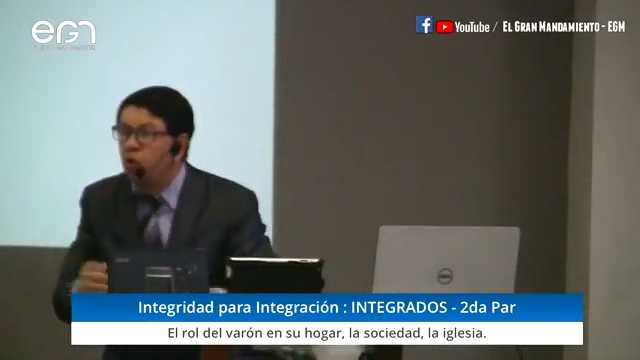 EGM
YouTube / EL GRAN MANDAMIENTO - EGM
DELL
Integridad para Integración : INTEGRADOS - 2da Par
El rol del varón en su hogar, la sociedad, la iglesia.